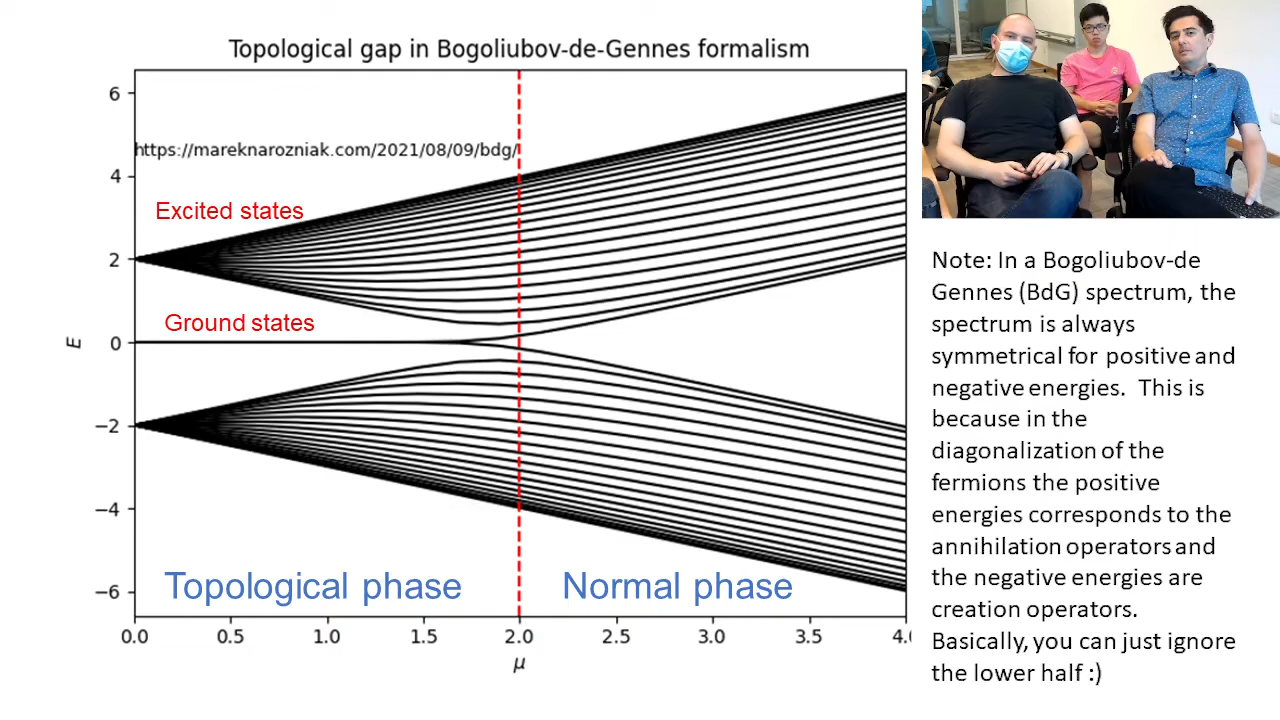 Topological gap in Bogoliubov-de-Gennes formalism
6
https://mareknarozniak.com/2021/08/09/bdg/
4
Excited states
2
Ground states
E
0
−2
−4
Topological phase
Normal phase
−6
0.0
0.5
1.0
1.5
2.0
2.5
3.0
3.5
4.0
μ
Note: In a Bogoliubov-de
Gennes (BdG) spectrum, the
spectrum is always
symmetrical for positive and
negative energies. This is
because in the
diagonalization of the
fermions the positive
energies corresponds to the
annihilation operators and
the negative energies are
creation operators.
Basically, you can just ignore
the lower half :)